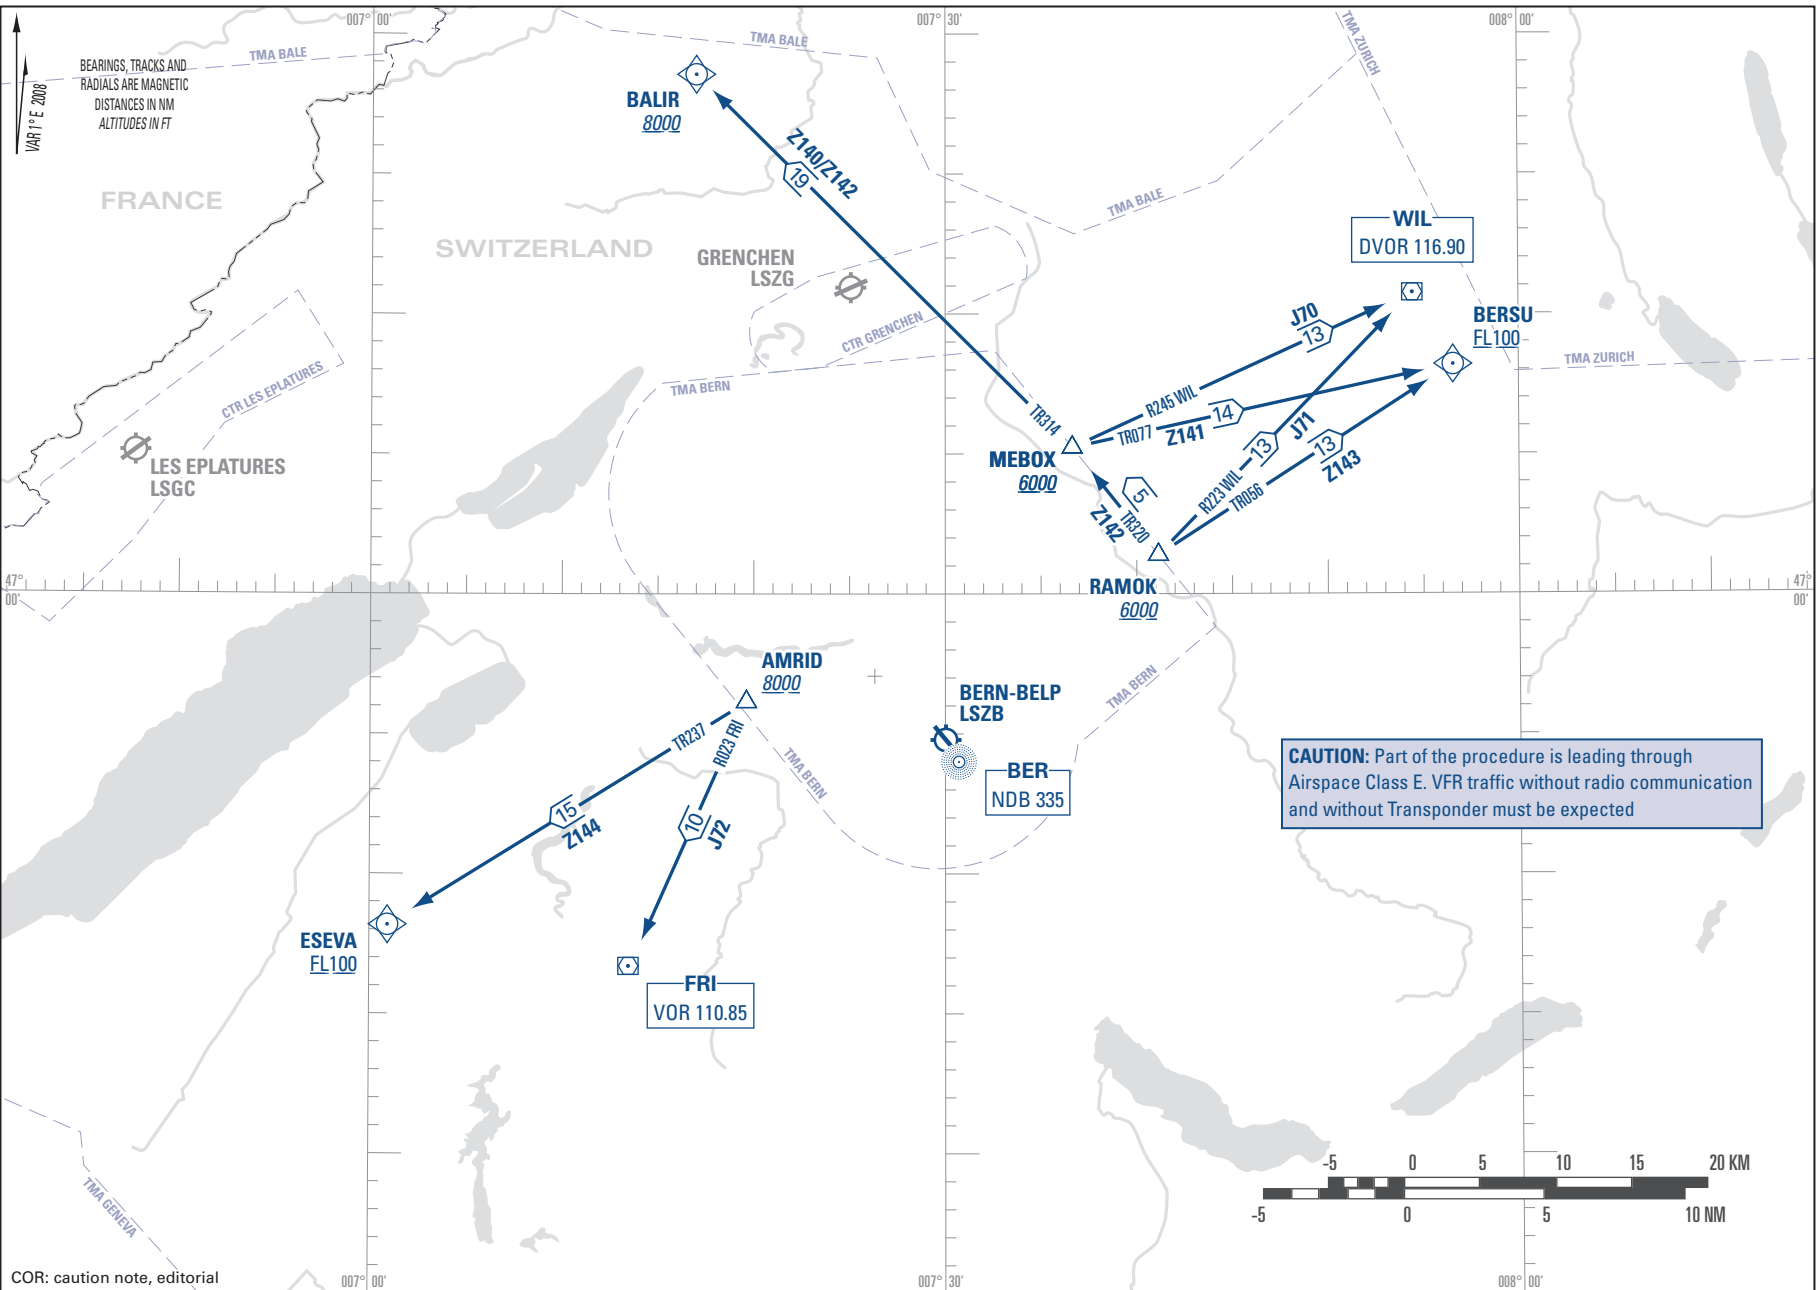 007° 00'
007° 30'
008° 00'
TMA BALE
TMA BALE
TMA ZURICH
BEARINGS, TRACKS AND
RADIALS ARE MAGNETIC
DISTANCES IN NM
ALTITUDES IN FT
VAR 1° E 2008
BALIR
8000
Z140/Z142
19
FRANCE
SWITZERLAND
TMA BALE
WIL
DVOR 116.90
GRENCHEN
LSZG
CTR GRENCHEN
J70
13
BERSU
FL100
TMA ZURICH
CTR LES EPLATURES
TMA BERN
TR314
R245 WIL
TR077
Z141
14
J71
13
13
Z143
LES EPLATURES
LSGC
MEBOX
6000
R223 WIL
TR056
5
TR320
Z142
47°
00'
47°
00'
RAMOK
6000
AMRID
8000
BERN-BELP
LSZB
TMA BERN
TR237
R023 FRI
TMA BERN
BER
NDB 335
CAUTION: Part of the procedure is leading through
Airspace Class E. VFR traffic without radio communication
and without Transponder must be expected
15
Z144
10
J72
ESEVA
FL100
FRI
VOR 110.85
TMA GENEVA
-5 0 5 10 15 20 KM
-5 0 5 10 NM
COR: caution note, editorial
007° 00'
007° 30'
008° 00'